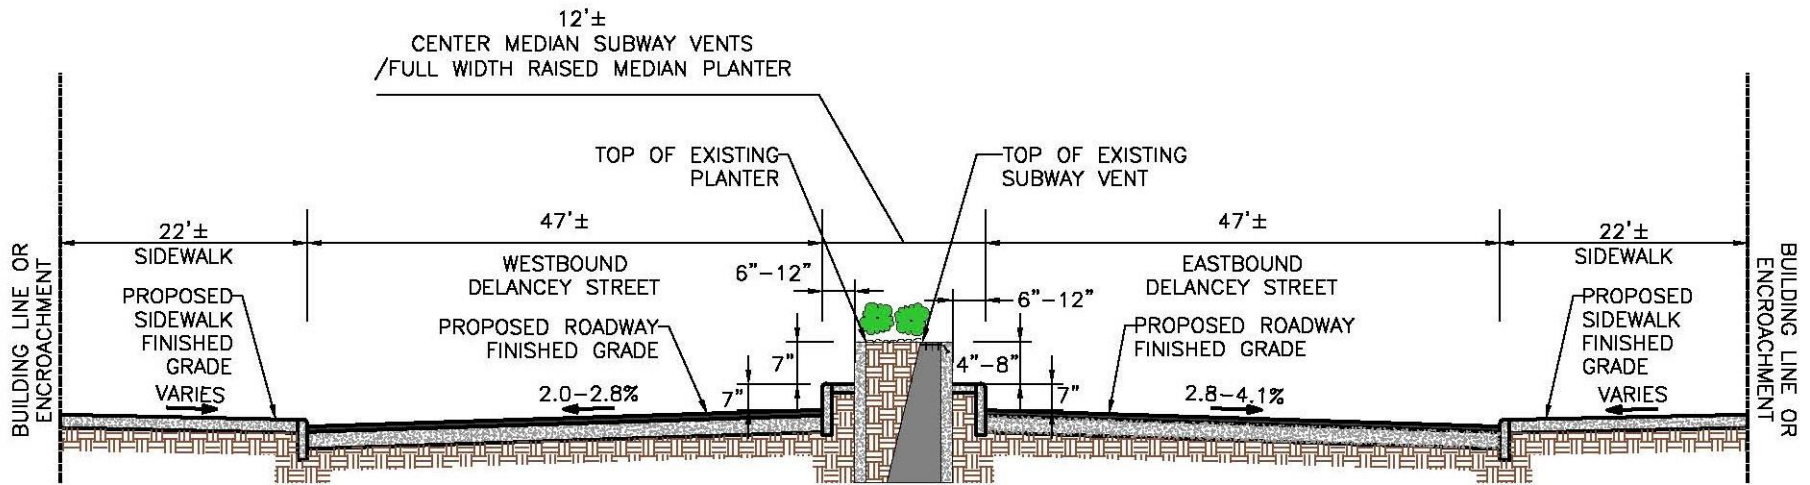 12'±
CENTER MEDIAN SUBWAY VENTS
/FULL WIDTH RAISED MEDIAN PLANTER
TOP OF EXISTING
PLANTER
TOP OF EXISTING
SUBWAY VENT
BUILDING LINE OR
ENCROACHMENT
22'±
SIDEWALK
PROPOSED
SIDEWALK
FINISHED
GRADE
VARIES
47'±
WESTBOUND
DELANCEY STREET
PROPOSED ROADWAY
FINISHED GRADE
2.0-2.8%
6"-12"
7"
7"
6"-12"
4"-8"
7"
47'±
EASTBOUND
DELANCEY STREET
PROPOSED ROADWAY
FINISHED GRADE
2.8-4.1%
22'±
SIDEWALK
PROPOSED
SIDEWALK
FINISHED
GRADE
VARIES
BUILDING LINE OR
ENCROACHMENT